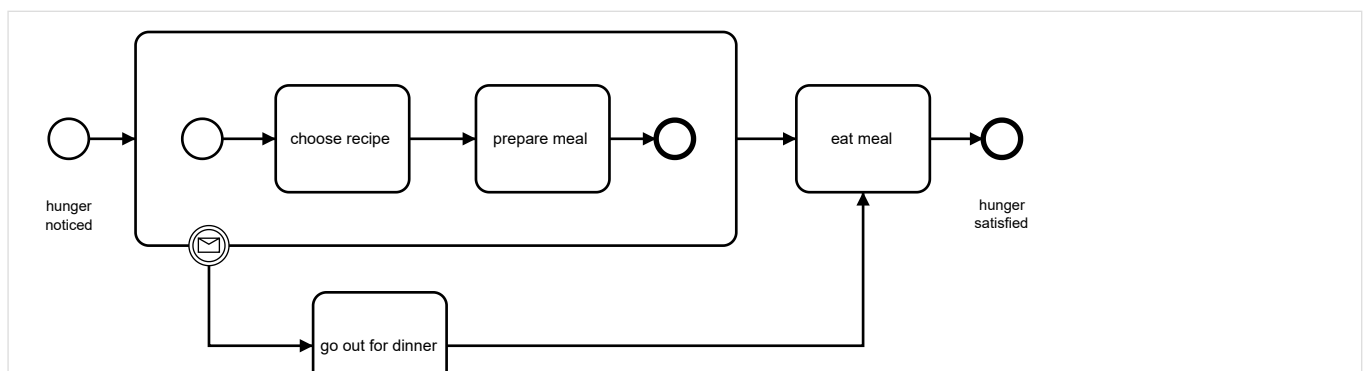 choose recipe
prepare meal
eat meal
hunger
noticed
hunger
satisfied
go out for dinner